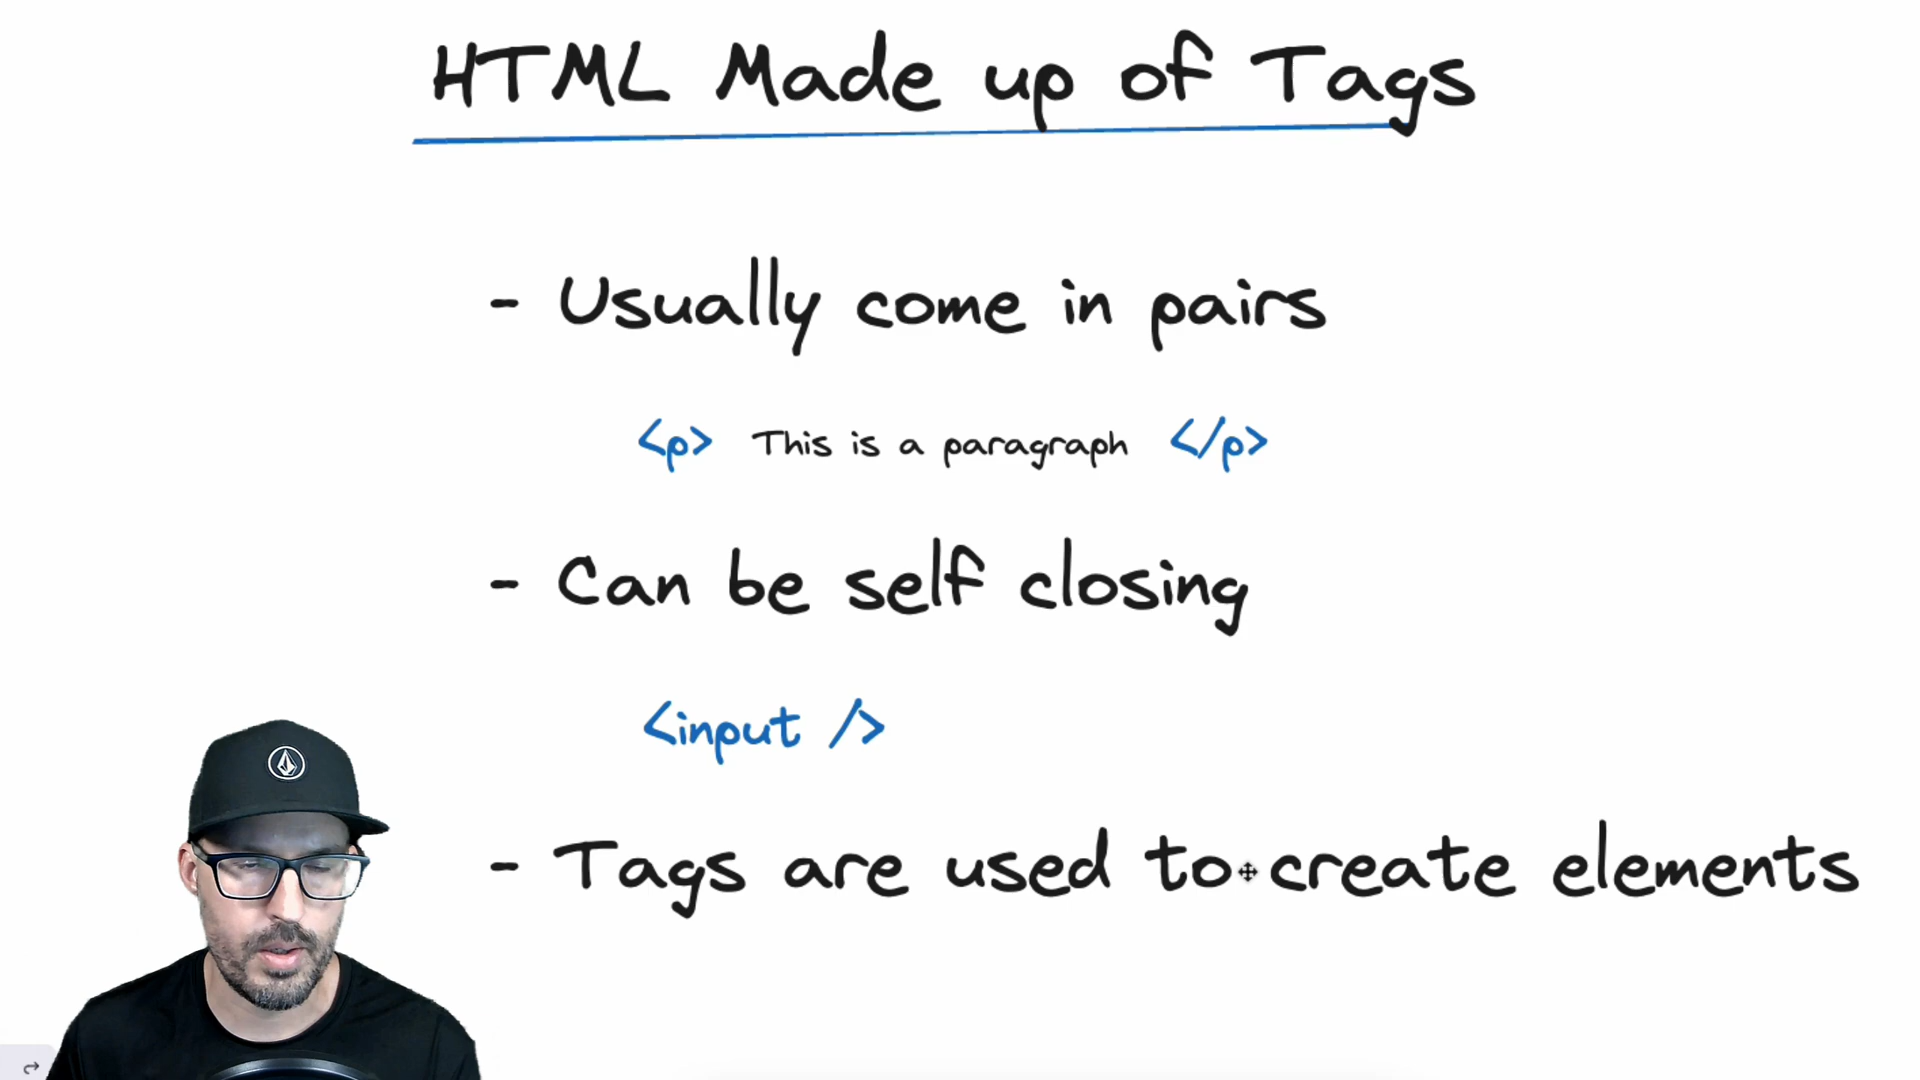 HTML Made up of Tags
- Usually come in pairs
<p> This is a paragraph </p>
- Can be self closing
<input />
- Tags are used to create elements